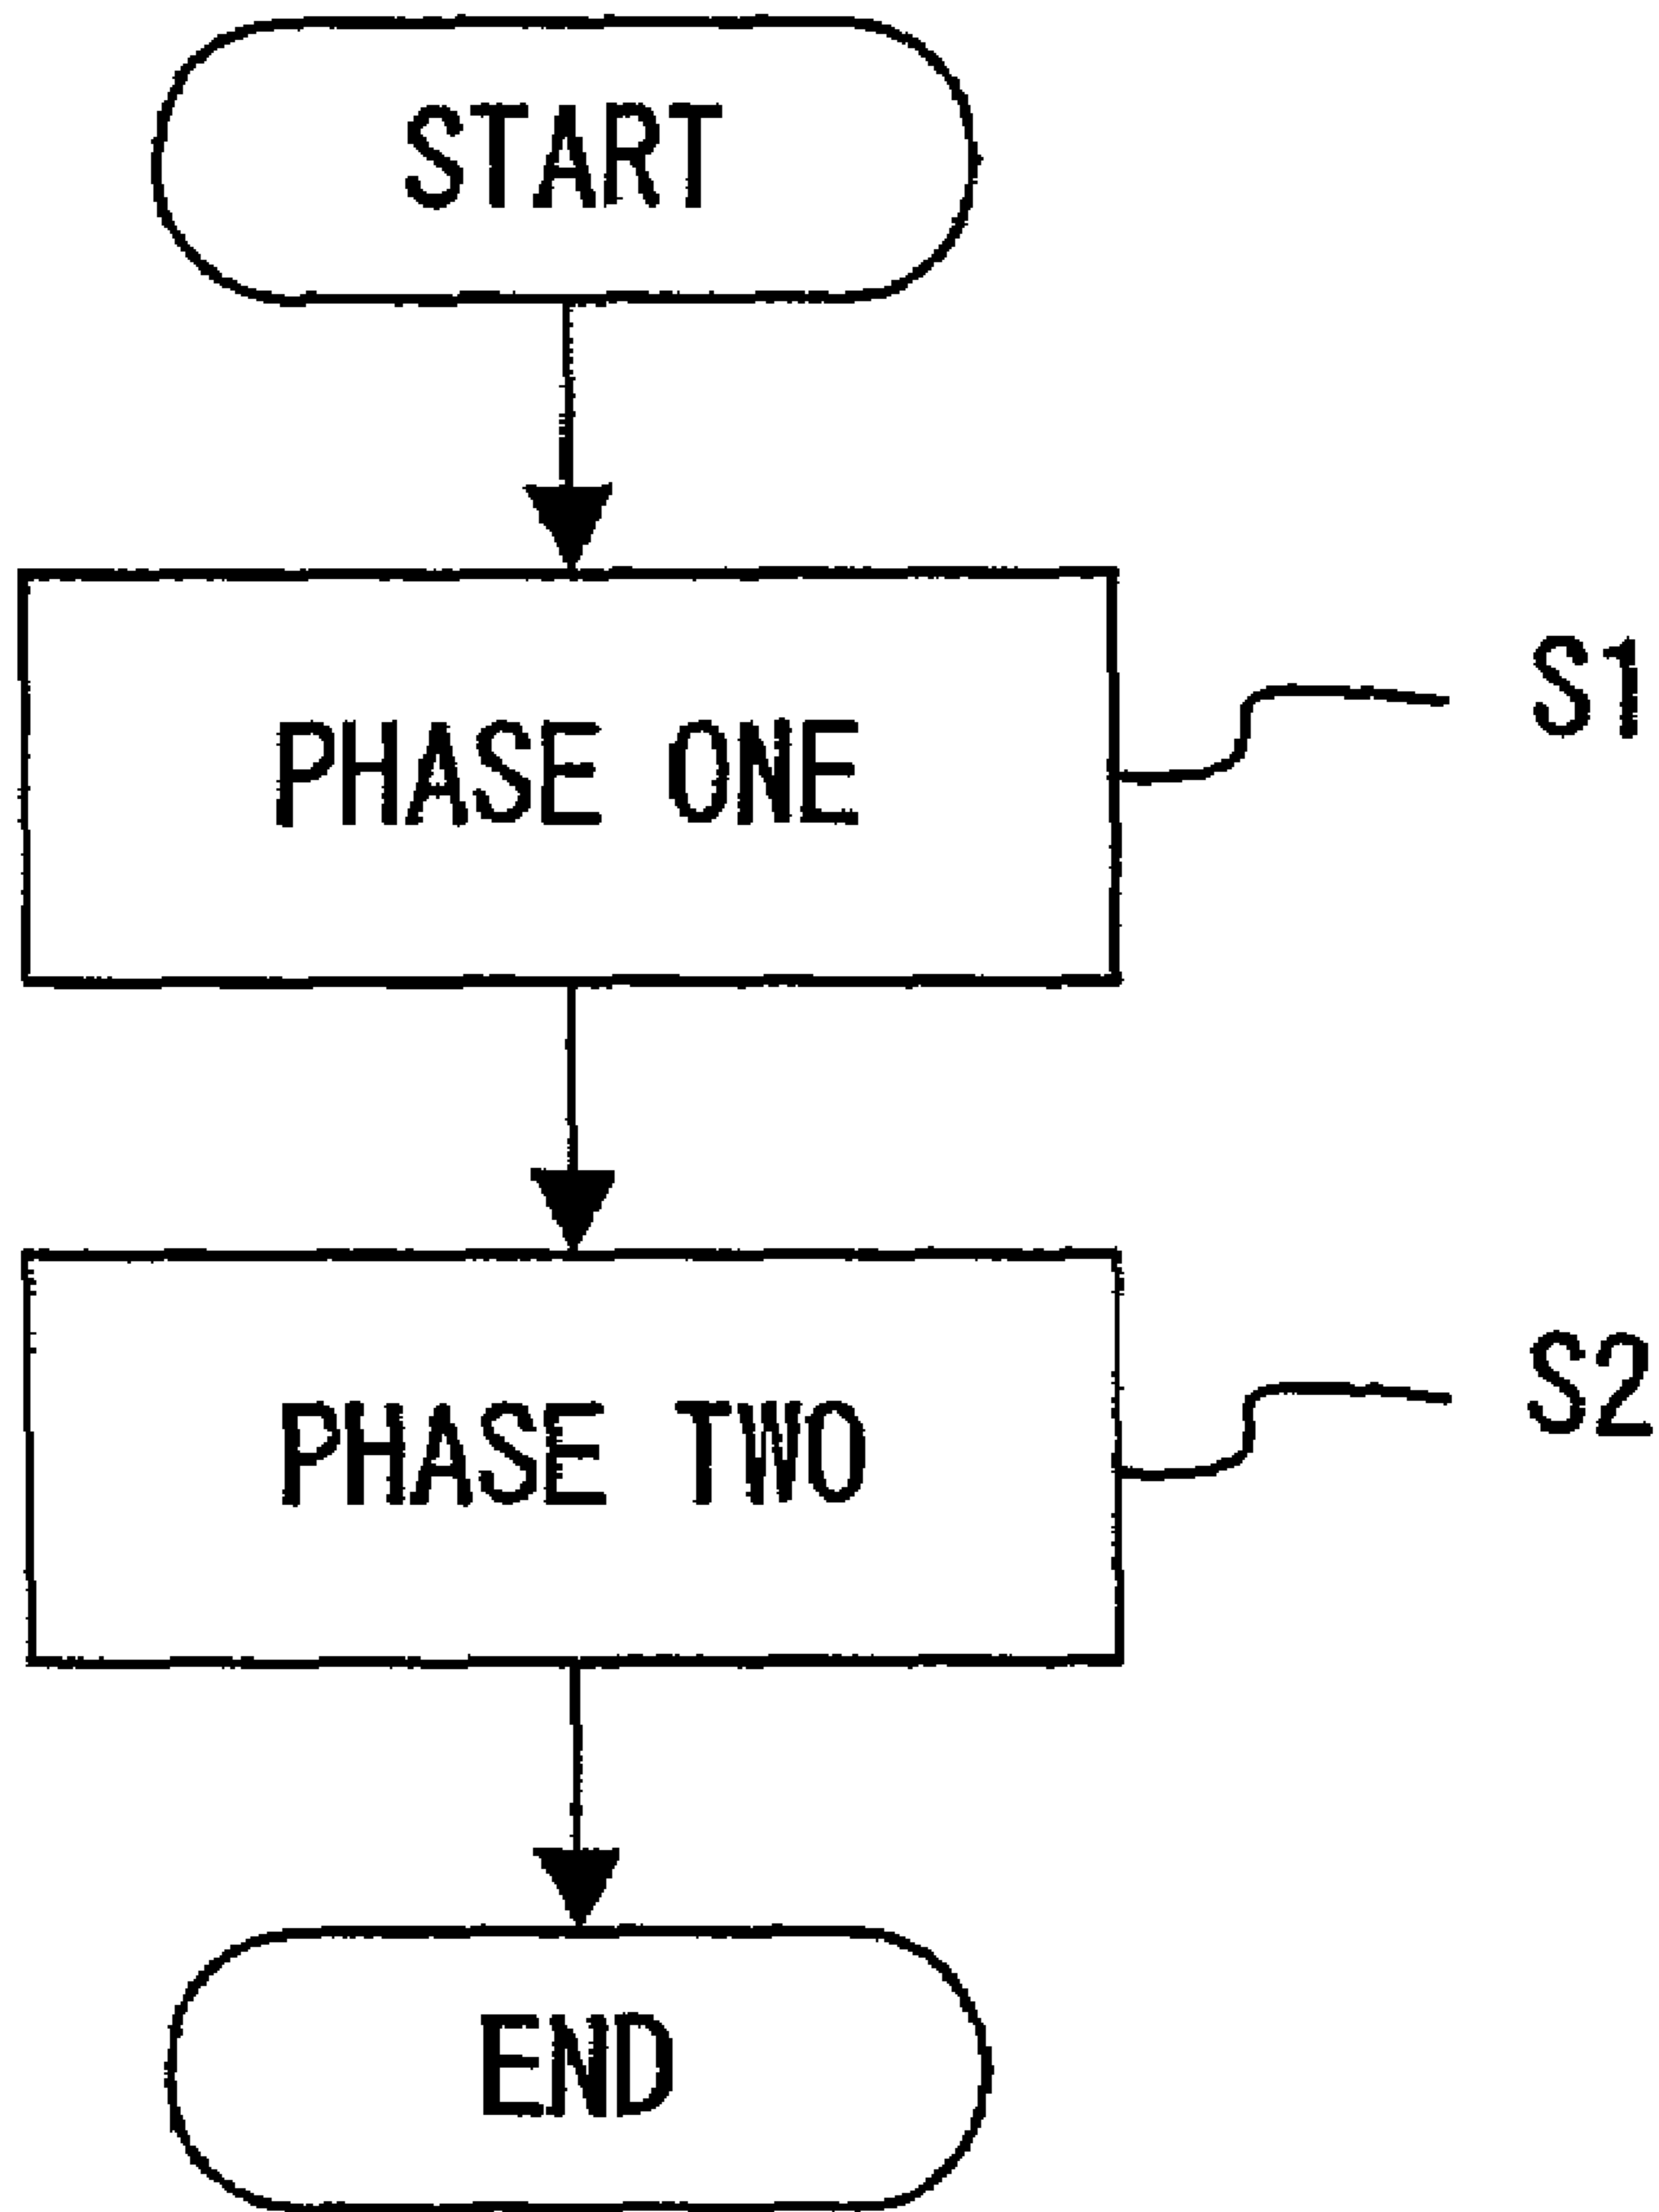 START
PHASE ONE
S1
PHASE TWO
S2
END